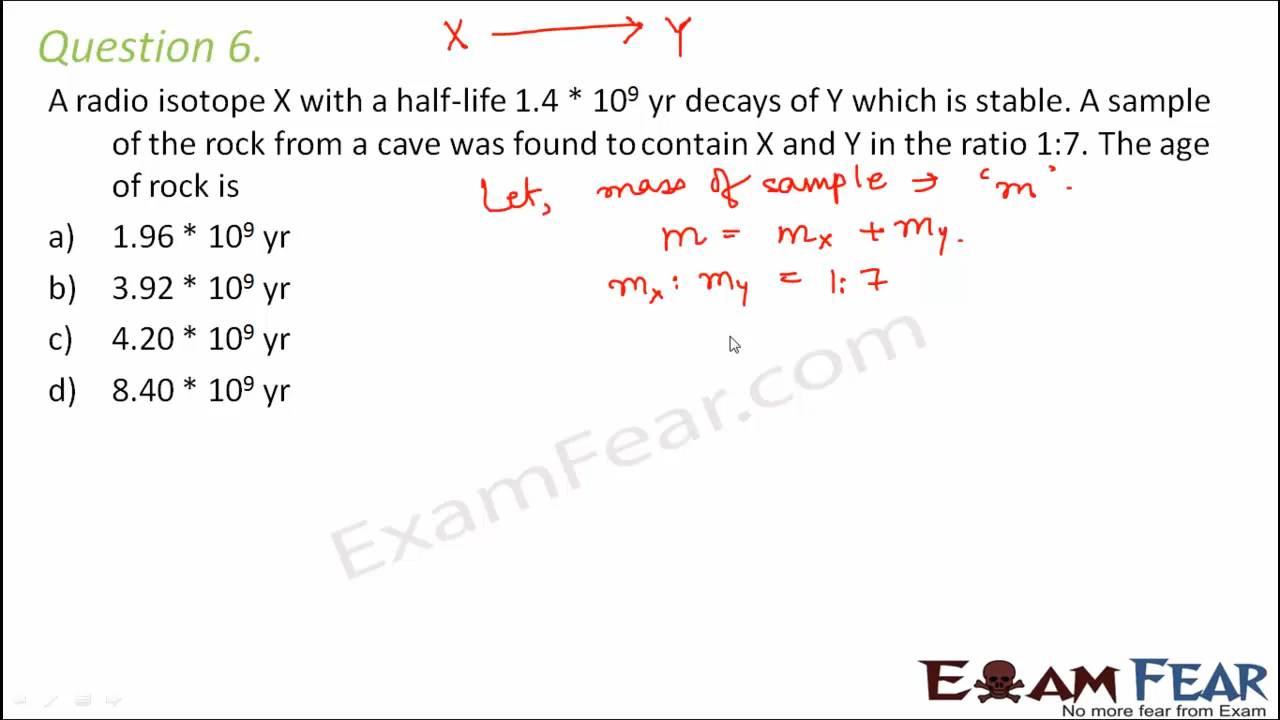 X ⟶ Y
Question 6.
A radio isotope X with a half-life 1.4 * 10⁹ yr decays of Y which is stable. A sample
of the rock from a cave was found to contain X and Y in the ratio 1:7. The age
of rock is
Let, mass of sample → 'm'.
a) 1.96 * 10⁹ yr
m = mₓ + mᵧ.
b) 3.92 * 10⁹ yr
mₓ : mᵧ = 1:7
c) 4.20 * 10⁹ yr
d) 8.40 * 10⁹ yr
ExamFear.com
EXAM FEAR
No more fear from Exam